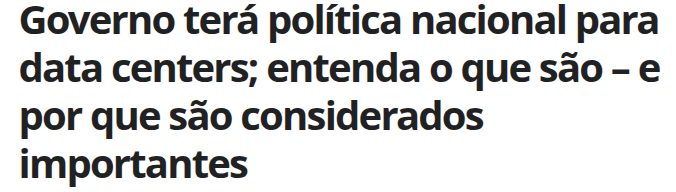 Governo terá política nacional para
data centers; entenda o que são – e
por que são considerados
importantes